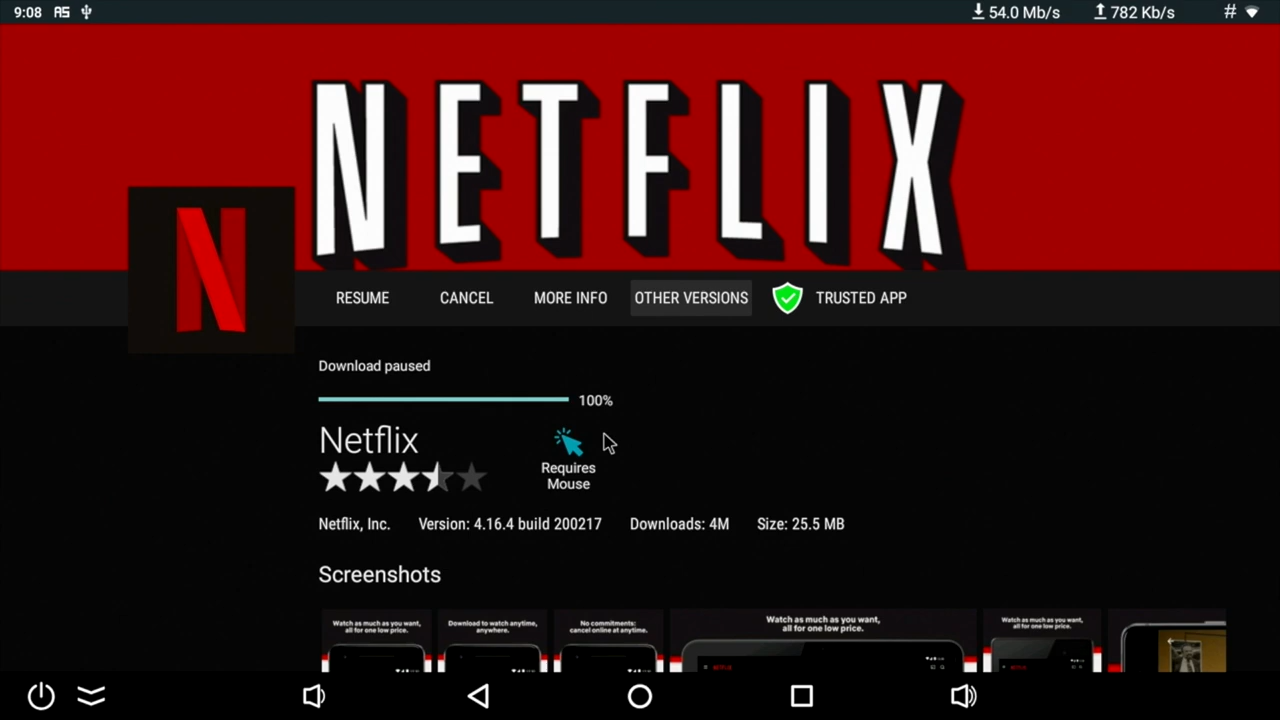 9:08
54.0 Mb/s
782 Kb/s
#
NETFLIX
N
RESUME
CANCEL
MORE INFO
OTHER VERSIONS
TRUSTED APP
Download paused
100%
Netflix
Requires
Mouse
Netflix, Inc.
Version: 4.16.4 build 200217
Downloads: 4M
Size: 25.5 MB
Screenshots
Watch as much as you want,
all for one low price.
Download to watch anytime,
anywhere.
No commitments:
cancel online at anytime.
Watch as much as you want,
all for one low price.
NETFLIX
Watch as much as you want,
all for one low price.